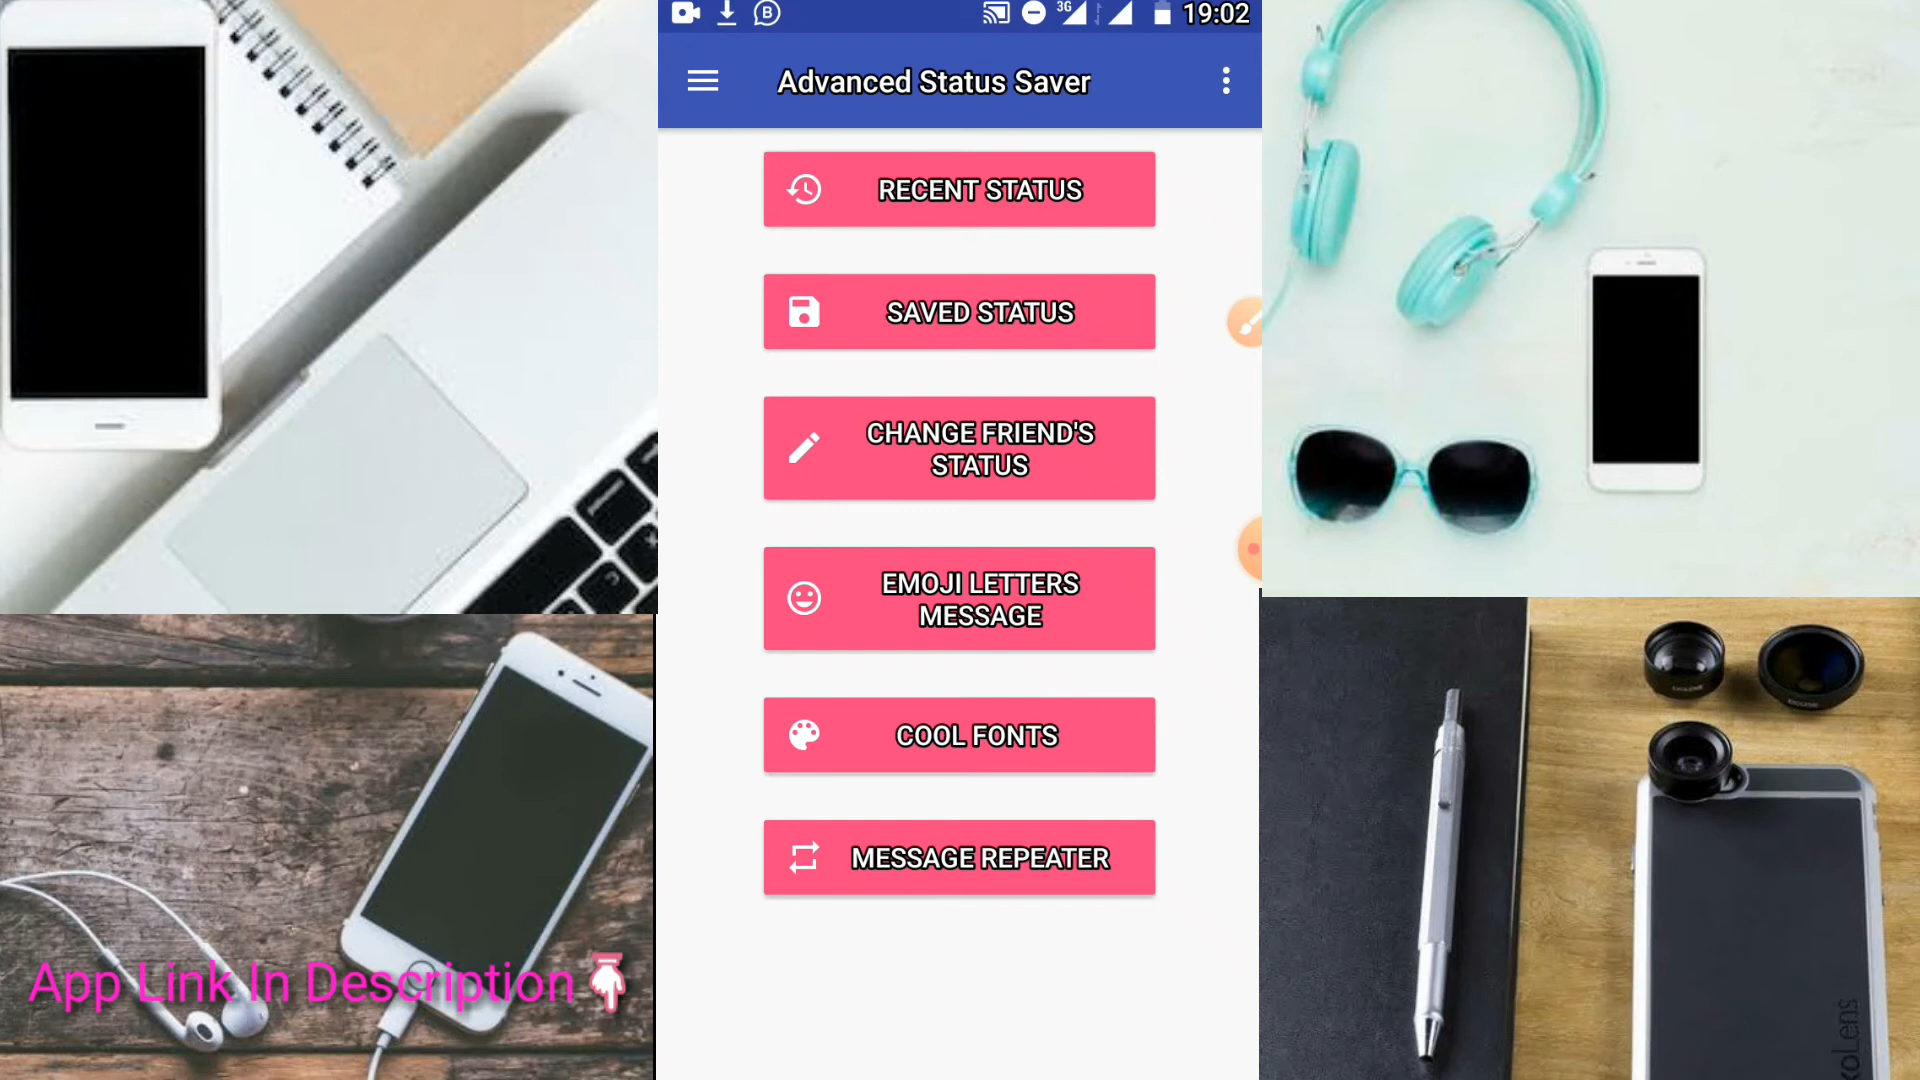 3G
19:02
Advanced Status Saver
RECENT STATUS
SAVED STATUS
CHANGE FRIEND'S
STATUS
EMOJI LETTERS
MESSAGE
COOL FONTS
MESSAGE REPEATER
App Link In Description